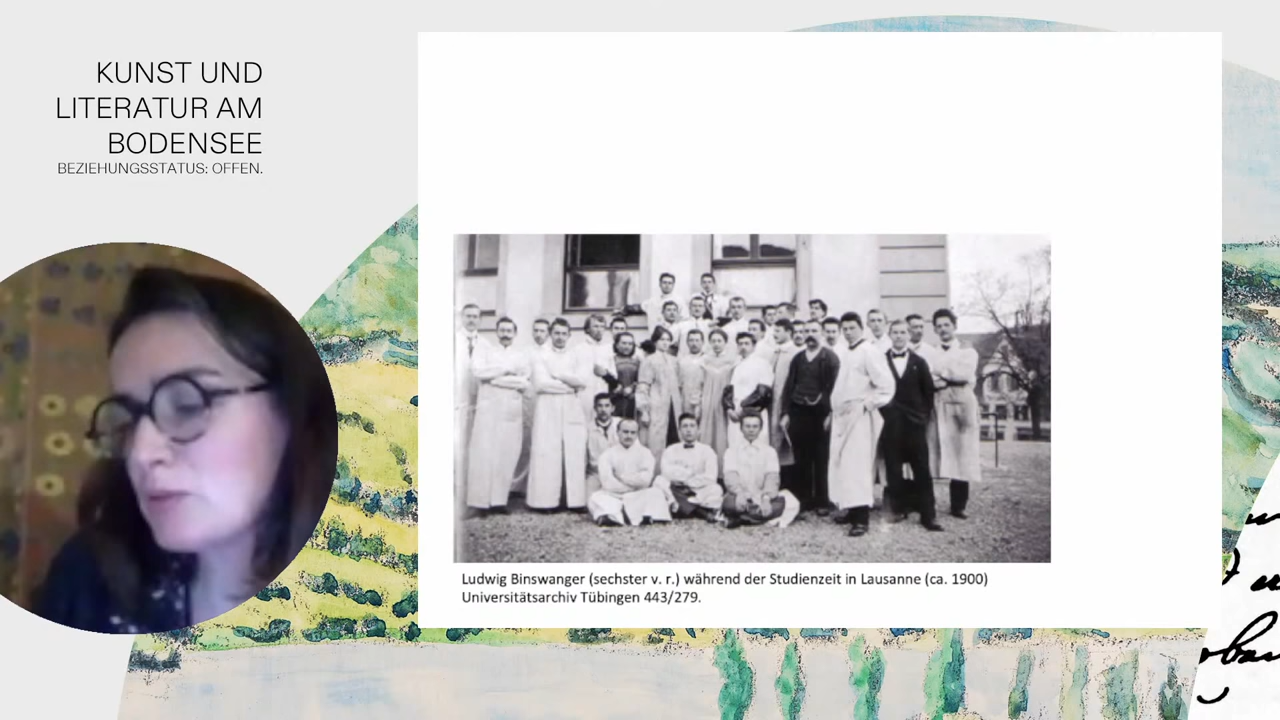 KUNST UND
LITERATUR AM
BODENSEE
BEZIEHUNGSSTATUS: OFFEN.
Ludwig Binswanger (sechster v. r.) während der Studienzeit in Lausanne (ca. 1900)
Universitätsarchiv Tübingen 443/279.